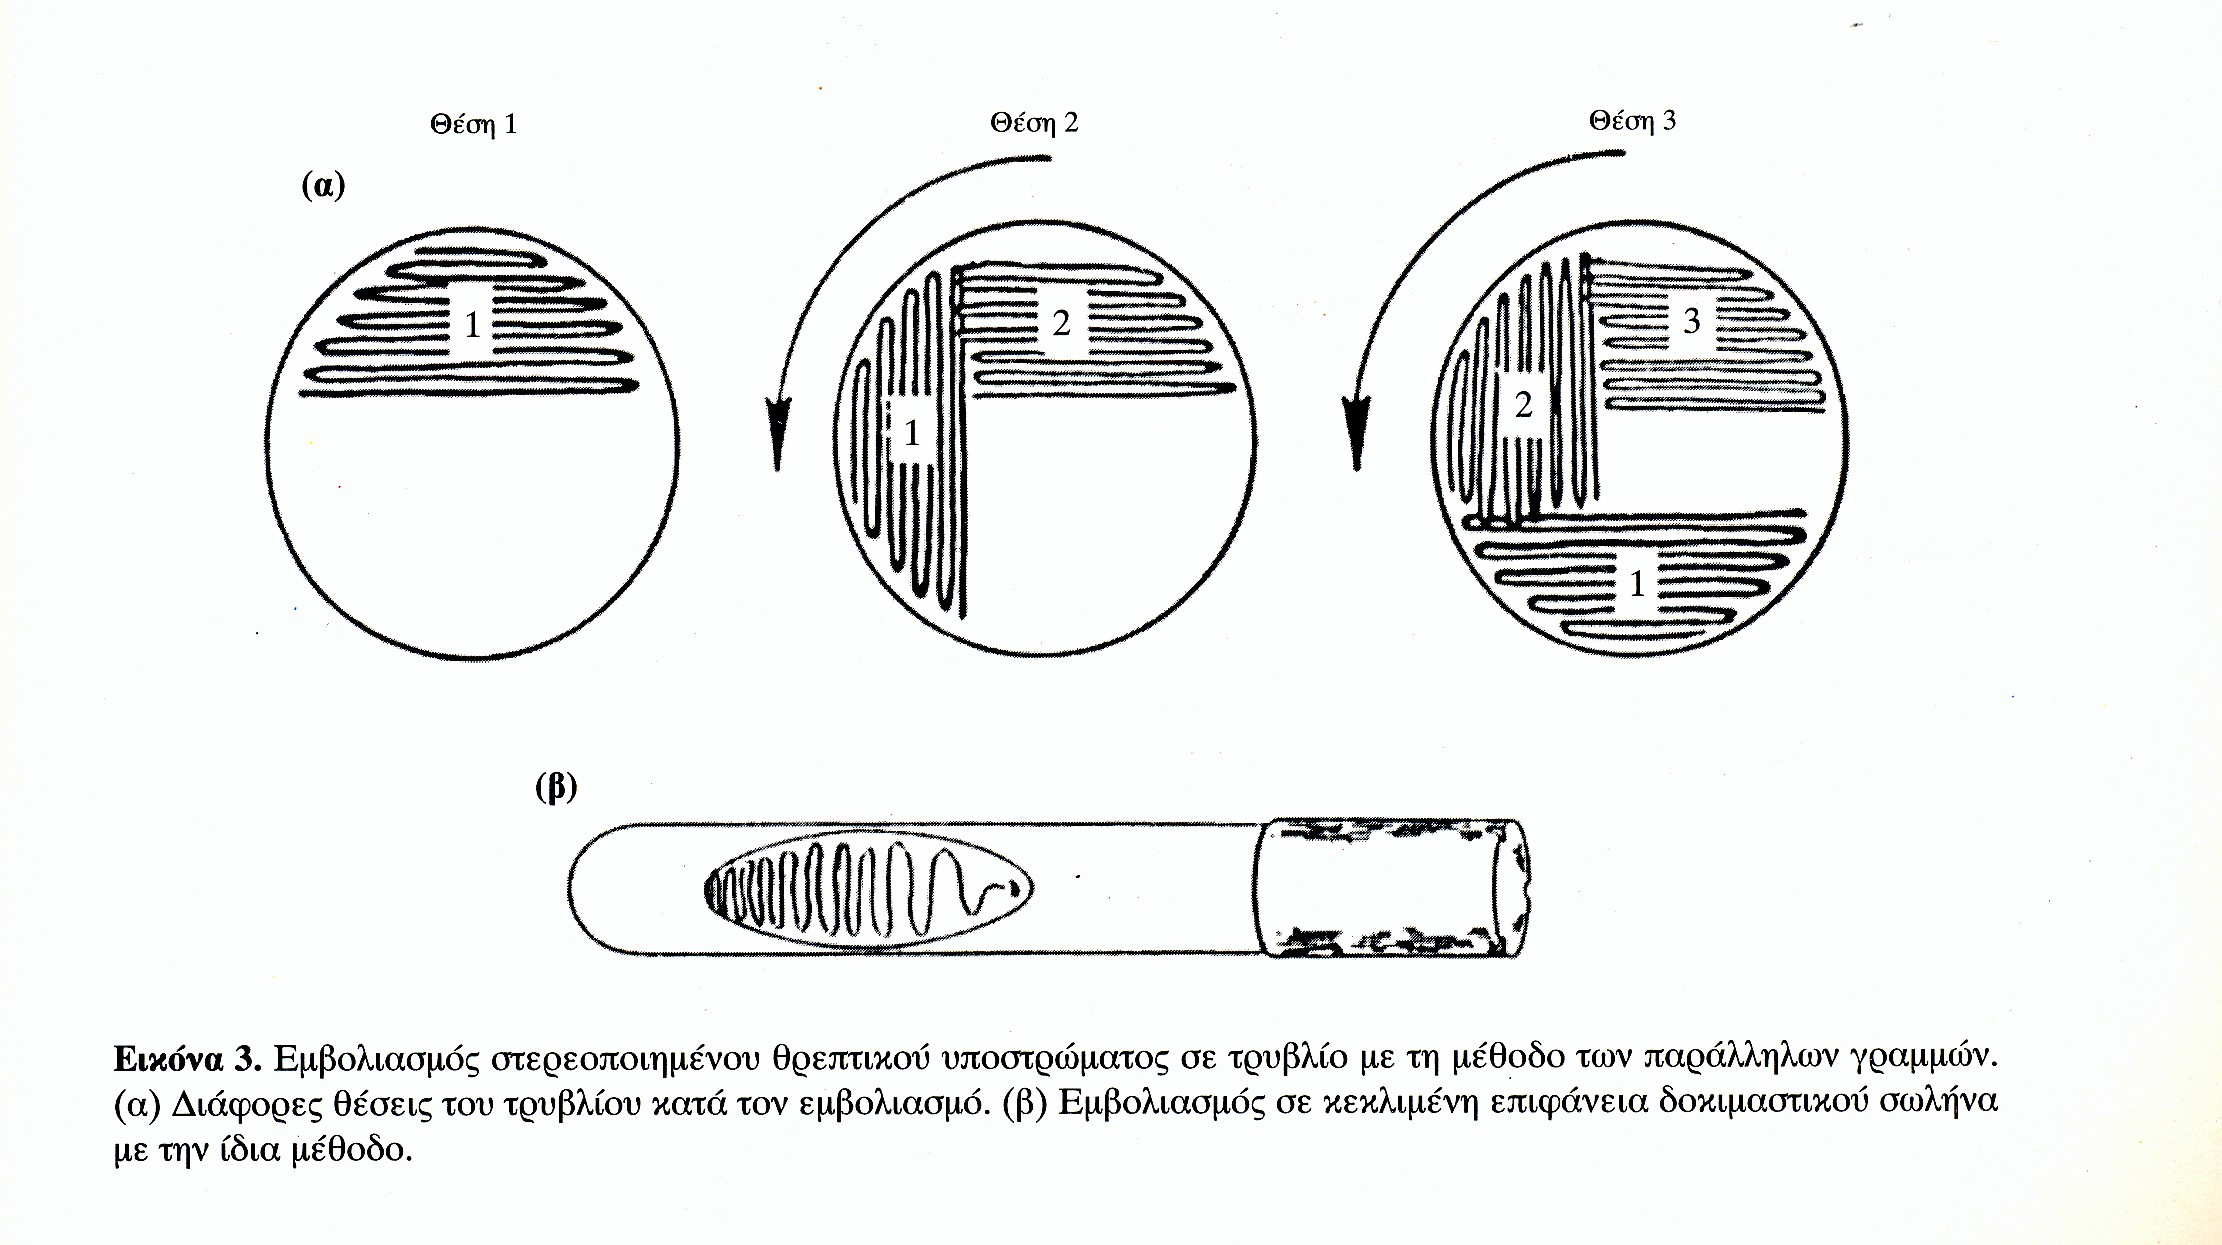 Θέση 1 Θέση 2 Θέση 3
(α)
1
1 2
2 3
1
(β)
Εικόνα 3. Εμβολιασμός στερεοποιημένου θρεπτικού υποστρώματος σε τρυβλίο με τη μέθοδο των παράλληλων γραμμών.
(α) Διάφορες θέσεις του τρυβλίου κατά τον εμβολιασμό. (β) Εμβολιασμός σε κεκλιμένη επιφάνεια δοκιμαστικού σωλήνα
με την ίδια μέθοδο.